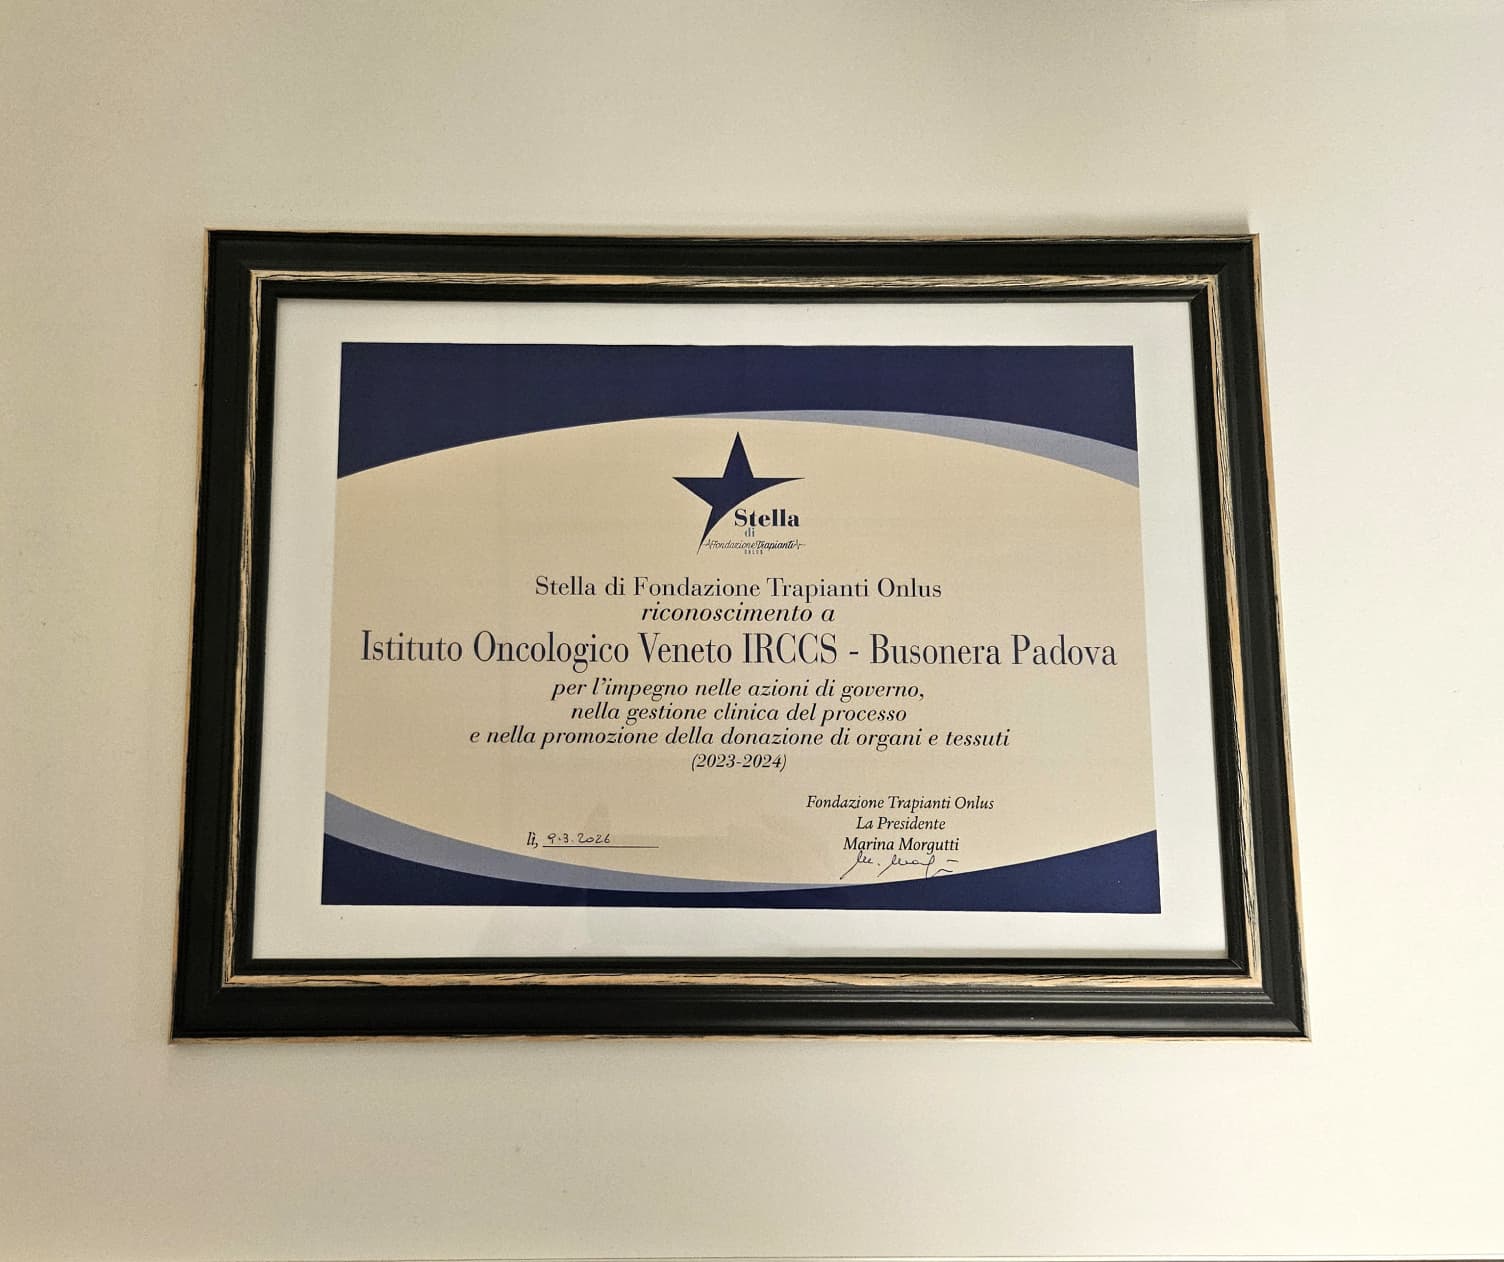 Stella
di
Fondazione Trapianti
ONLUS
Stella di Fondazione Trapianti Onlus
riconoscimento a
Istituto Oncologico Veneto IRCCS - Busonera Padova
per l'impegno nelle azioni di governo,
nella gestione clinica del processo
e nella promozione della donazione di organi e tessuti
(2023-2024)
Fondazione Trapianti Onlus
La Presidente
Marina Morgutti
lì, 9.3.2026